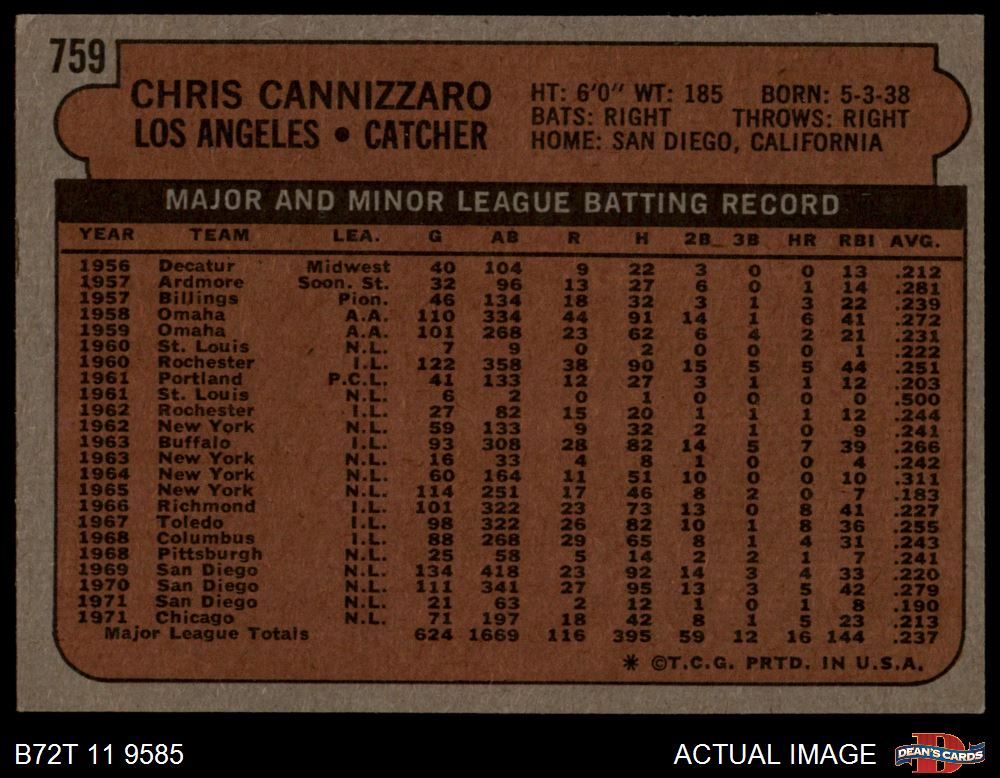 759
CHRIS CANNIZZARO
LOS ANGELES • CATCHER
HT: 6'0" WT: 185 BORN: 5-3-38
BATS: RIGHT THROWS: RIGHT
HOME: SAN DIEGO, CALIFORNIA
MAJOR AND MINOR LEAGUE BATTING RECORD
YEAR TEAM LEA. G AB R H 2B 3B HR RBI AVG.
1956 Decatur Midwest 40 104 9 22 3 0 0 13 .212
1957 Ardmore Soon. St. 32 96 13 27 6 0 1 14 .281
1957 Billings Pion. 46 134 18 32 3 1 3 22 .239
1958 Omaha A.A. 110 334 44 91 14 1 6 41 .272
1959 Omaha A.A. 101 268 23 62 6 4 2 21 .231
1960 St. Louis N.L. 7 9 0 2 0 0 0 1 .222
1960 Rochester I.L. 122 358 38 90 15 5 5 44 .251
1961 Portland P.C.L. 41 133 12 27 3 1 1 12 .203
1961 St. Louis N.L. 6 2 0 1 0 0 0 0 .500
1962 Rochester I.L. 27 82 15 20 1 1 1 12 .244
1962 New York N.L. 59 133 9 32 2 1 0 9 .241
1963 Buffalo I.L. 93 308 28 82 14 5 7 39 .266
1963 New York N.L. 16 33 4 8 1 0 0 4 .242
1964 New York N.L. 60 164 11 51 10 0 0 10 .311
1965 New York N.L. 114 251 17 46 8 2 0 7 .183
1966 Richmond I.L. 101 322 23 73 13 0 8 41 .227
1967 Toledo I.L. 98 322 26 82 10 1 8 36 .255
1968 Columbus I.L. 88 268 29 65 8 1 4 31 .243
1968 Pittsburgh N.L. 25 58 5 14 2 2 1 7 .241
1969 San Diego N.L. 134 418 23 92 14 3 4 33 .220
1970 San Diego N.L. 111 341 27 95 13 3 5 42 .279
1971 San Diego N.L. 21 63 2 12 1 0 1 8 .190
1971 Chicago N.L. 71 197 18 42 8 1 5 23 .213
Major League Totals 624 1669 116 395 59 12 16 144 .237
* ©T.C.G. PRTD. IN U.S.A.
B72T 11 9585 ACTUAL IMAGE DEAN'S CARDS